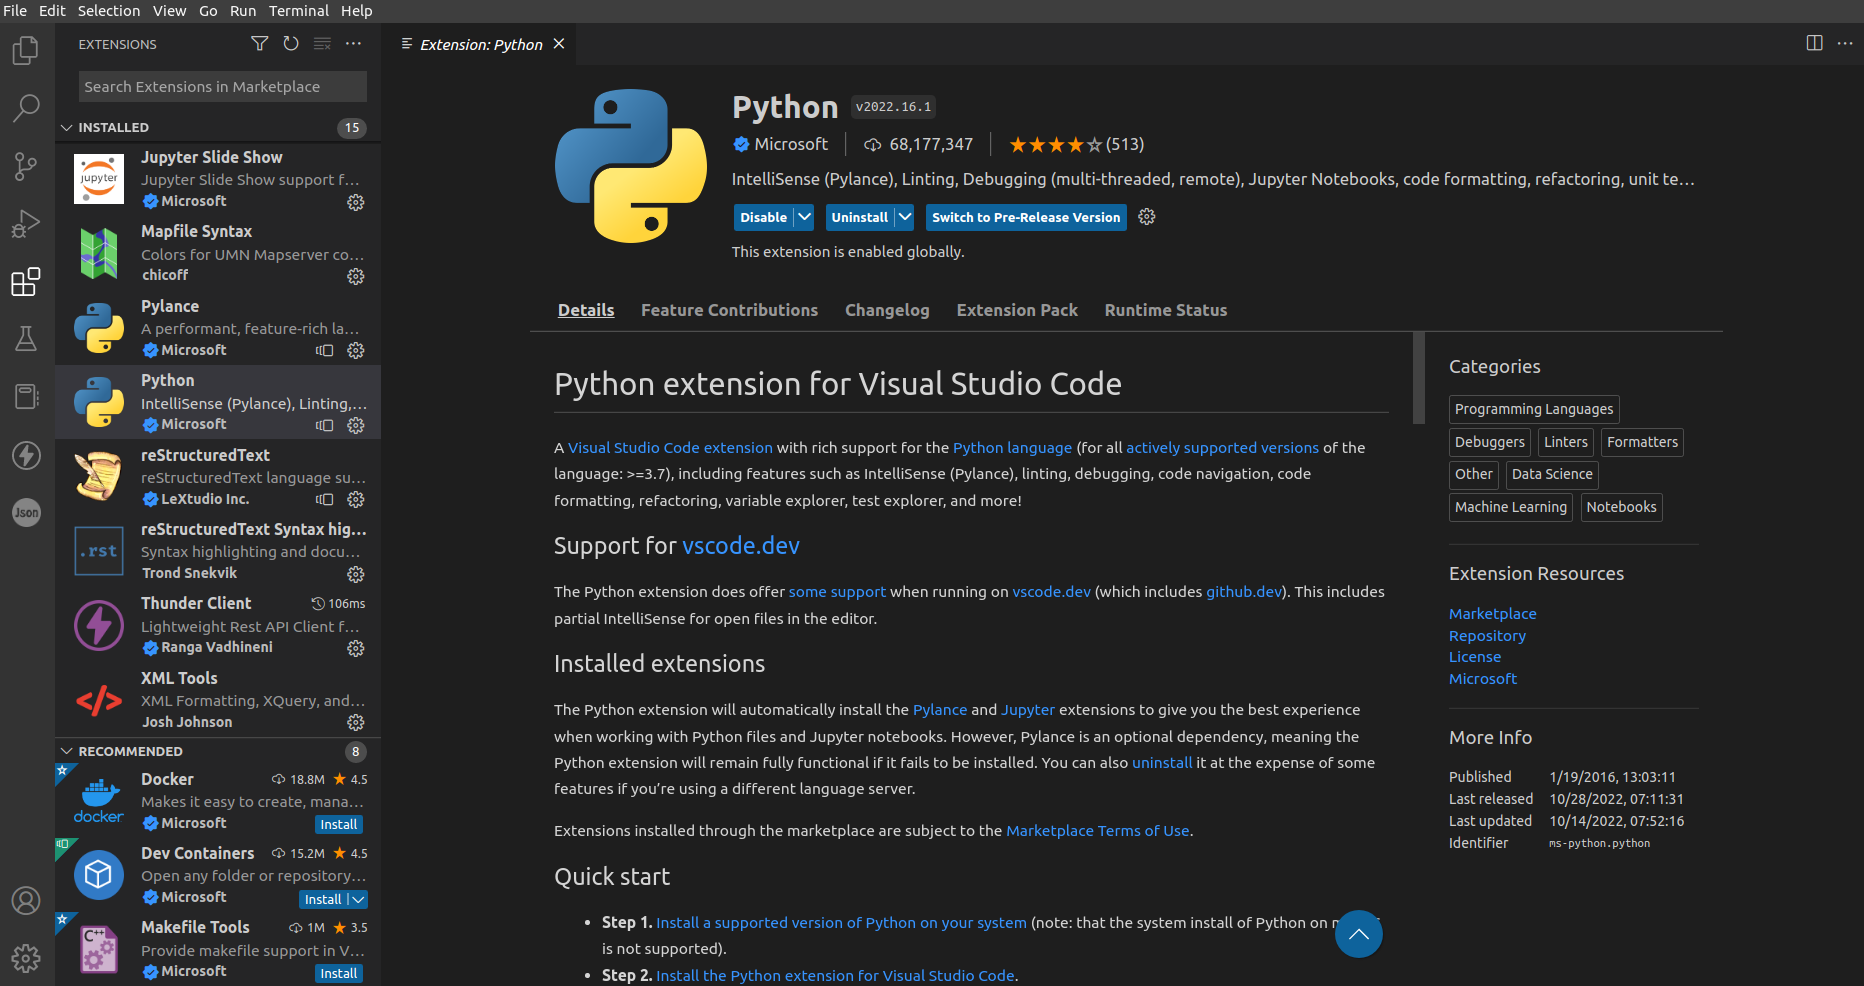 File Edit Selection View Go Run Terminal Help
EXTENSIONS
Search Extensions in Marketplace
INSTALLED 15
jupyter
Jupyter Slide Show
Jupyter Slide Show support f...
Microsoft
Mapfile Syntax
Colors for UMN Mapserver co...
chicoff
Pylance
A performant, feature-rich la...
Microsoft
Python
IntelliSense (Pylance), Linting,...
Microsoft
reStructuredText
reStructuredText language su...
LeXtudio Inc.
.rst
reStructuredText Syntax hig...
Syntax highlighting and docu...
Trond Snekvik
Thunder Client 106ms
Lightweight Rest API Client f...
Ranga Vadhineni
XML Tools
XML Formatting, XQuery, and...
Josh Johnson
RECOMMENDED 8
docker
Docker 18.8M 4.5
Makes it easy to create, mana...
Microsoft Install
Dev Containers 15.2M 4.5
Open any folder or repository...
Microsoft Install
C++
Makefile Tools 1M 3.5
Provide makefile support in V...
Microsoft Install
Json
Extension: Python
Python v2022.16.1
Microsoft 68,177,347 (513)
IntelliSense (Pylance), Linting, Debugging (multi-threaded, remote), Jupyter Notebooks, code formatting, refactoring, unit te...
Disable Uninstall Switch to Pre-Release Version
This extension is enabled globally.
Details Feature Contributions Changelog Extension Pack Runtime Status
Python extension for Visual Studio Code
A Visual Studio Code extension with rich support for the Python language (for all actively supported versions of the
language: >=3.7), including features such as IntelliSense (Pylance), linting, debugging, code navigation, code
formatting, refactoring, variable explorer, test explorer, and more!
Support for vscode.dev
The Python extension does offer some support when running on vscode.dev (which includes github.dev). This includes
partial IntelliSense for open files in the editor.
Installed extensions
The Python extension will automatically install the Pylance and Jupyter extensions to give you the best experience
when working with Python files and Jupyter notebooks. However, Pylance is an optional dependency, meaning the
Python extension will remain fully functional if it fails to be installed. You can also uninstall it at the expense of some
features if you’re using a different language server.
Extensions installed through the marketplace are subject to the Marketplace Terms of Use.
Quick start
• Step 1. Install a supported version of Python on your system (note: that the system install of Python on
is not supported).
• Step 2. Install the Python extension for Visual Studio Code.
Categories
Programming Languages
Debuggers Linters Formatters
Other Data Science
Machine Learning Notebooks
Extension Resources
Marketplace
Repository
License
Microsoft
More Info
Published 1/19/2016, 13:03:11
Last released 10/28/2022, 07:11:31
Last updated 10/14/2022, 07:52:16
Identifier ms-python.python